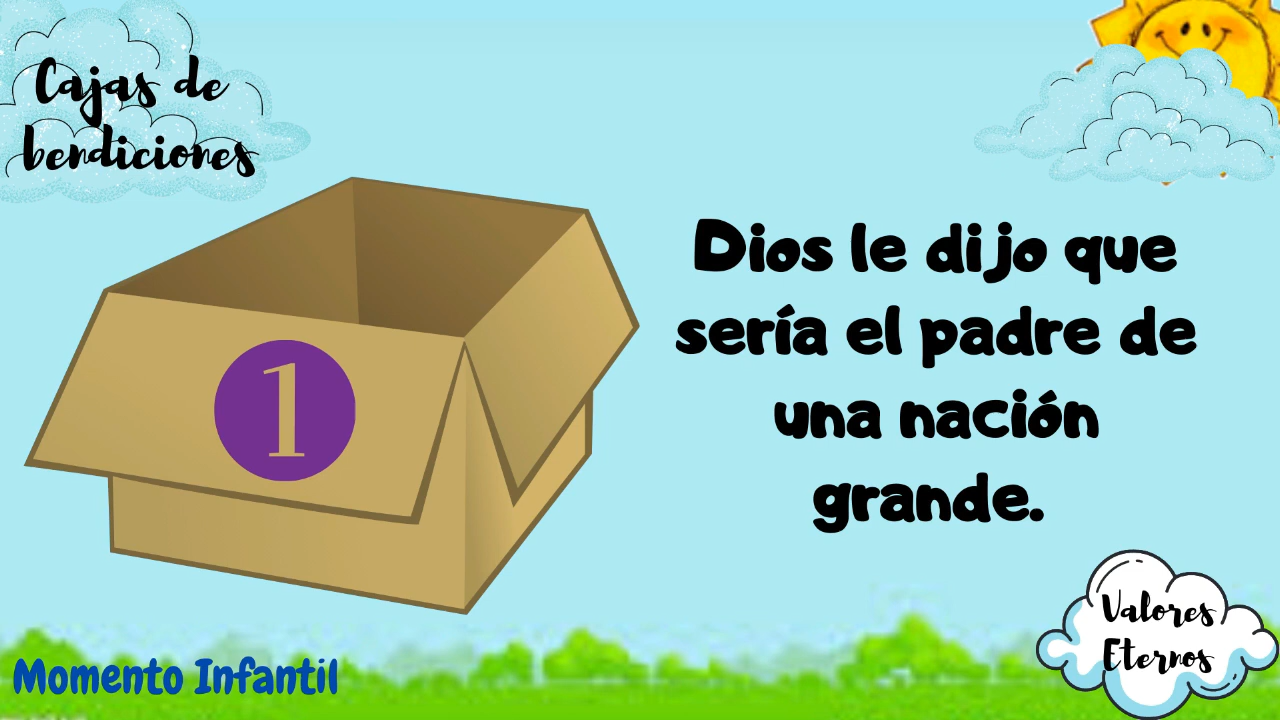 Cajas de
bendiciones
1
Dios le dijo que
sería el padre de
una nación
grande.
Valores
Eternos
Momento Infantil